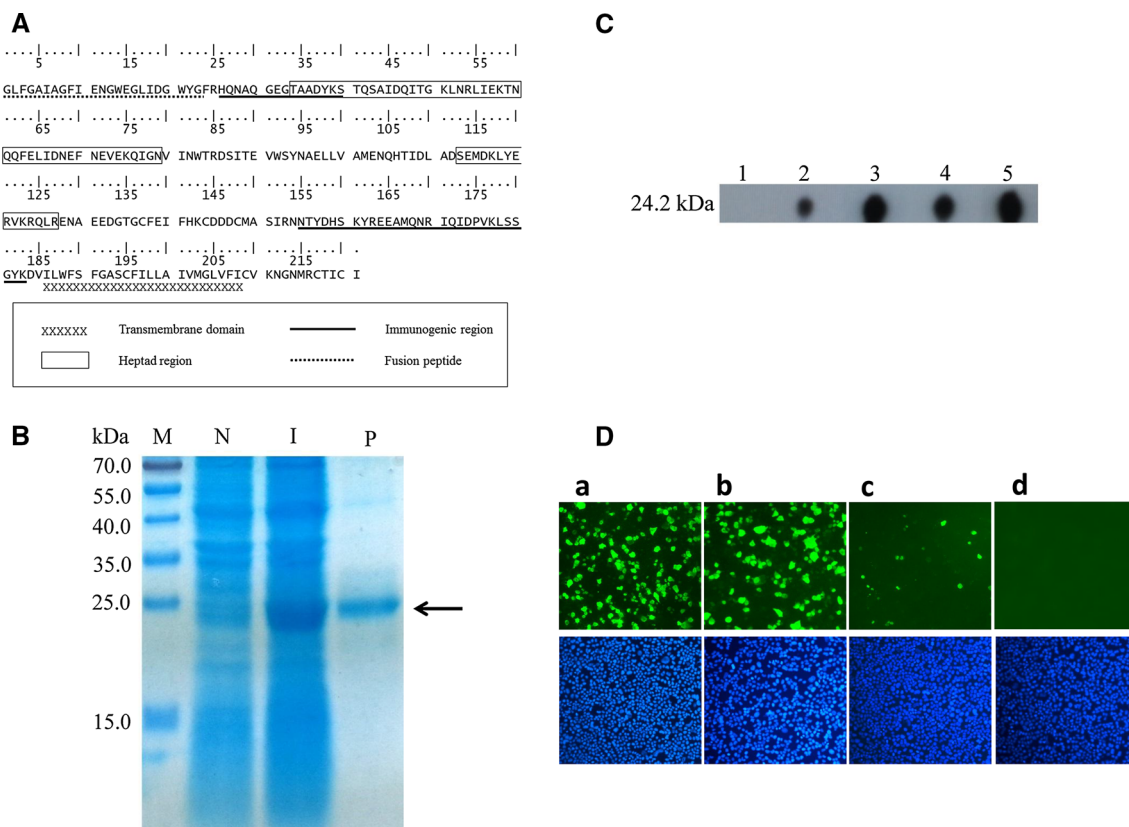 A
....|....| ....|....| ....|....| ....|....| ....|....| ....|....|
5 15 25 35 45 55
GLFGAIAGFI ENGWEGLIDG WYGFRHQNAQ GEGTAADYKS TQSAIDQITG KLNRLIEKTN
....|....| ....|....| ....|....| ....|....| ....|....| ....|....|
65 75 85 95 105 115
QQFELIDNEF NEVEKQIGNV INWTRDSITE VWSYNAELLV AMENQHTIDL ADSEMDKLYE
....|....| ....|....| ....|....| ....|....| ....|....| ....|....|
125 135 145 155 165 175
RVKRQLRENA EEDGTGCFEI FHKCDDDCMA SIRNNTYDHS KYREEAMQNR IQIDPVKLSS
....|....| ....|....| ....|....| ....|....| .
185 195 205 215
GYKDVILWFS FGASCFILLA IVMGLVFICV KNGNMRCTIC I
XXXXXXXXXXXXXXXXXXXXXXXXXXX
XXXXXX Transmembrane domain Immunogenic region
Heptad region Fusion peptide
B
kDa M N I P
70.0
55.0
40.0
35.0
25.0
15.0
C
1 2 3 4 5
24.2 kDa
D
a b c d